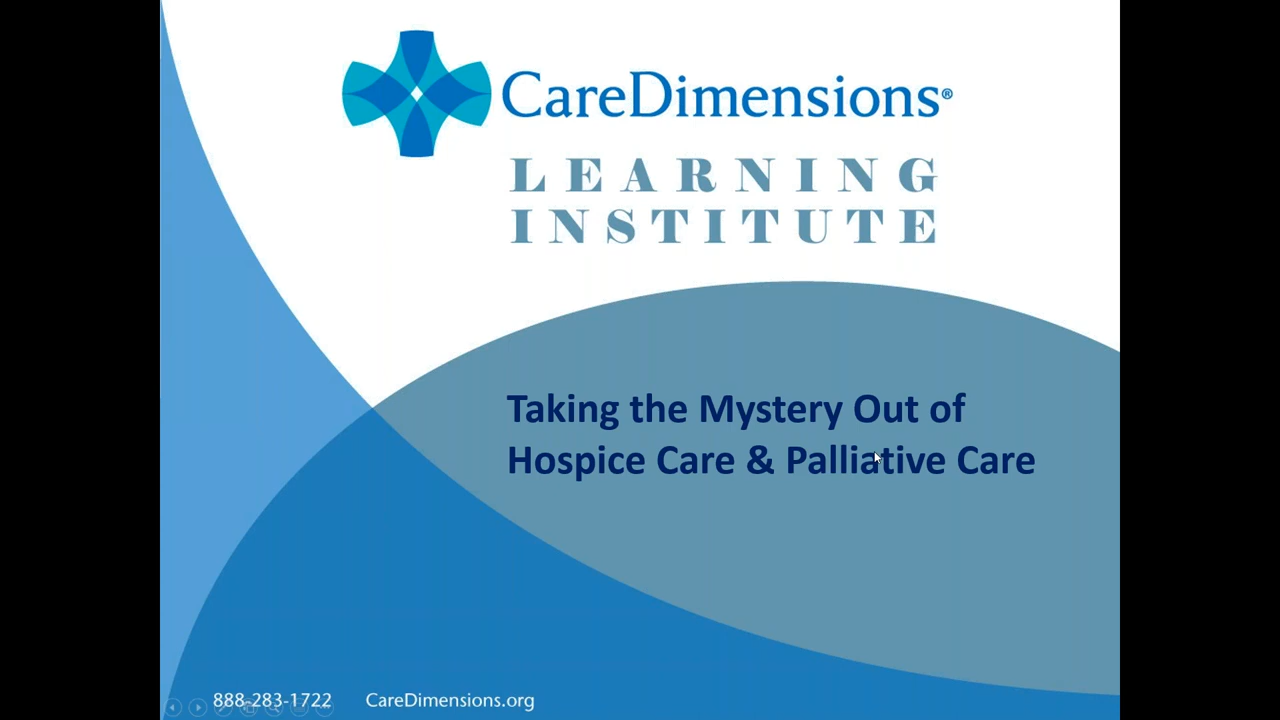 CareDimensions®
LEARNING
INSTITUTE
Taking the Mystery Out of
Hospice Care & Palliative Care
888-283-1722 CareDimensions.org